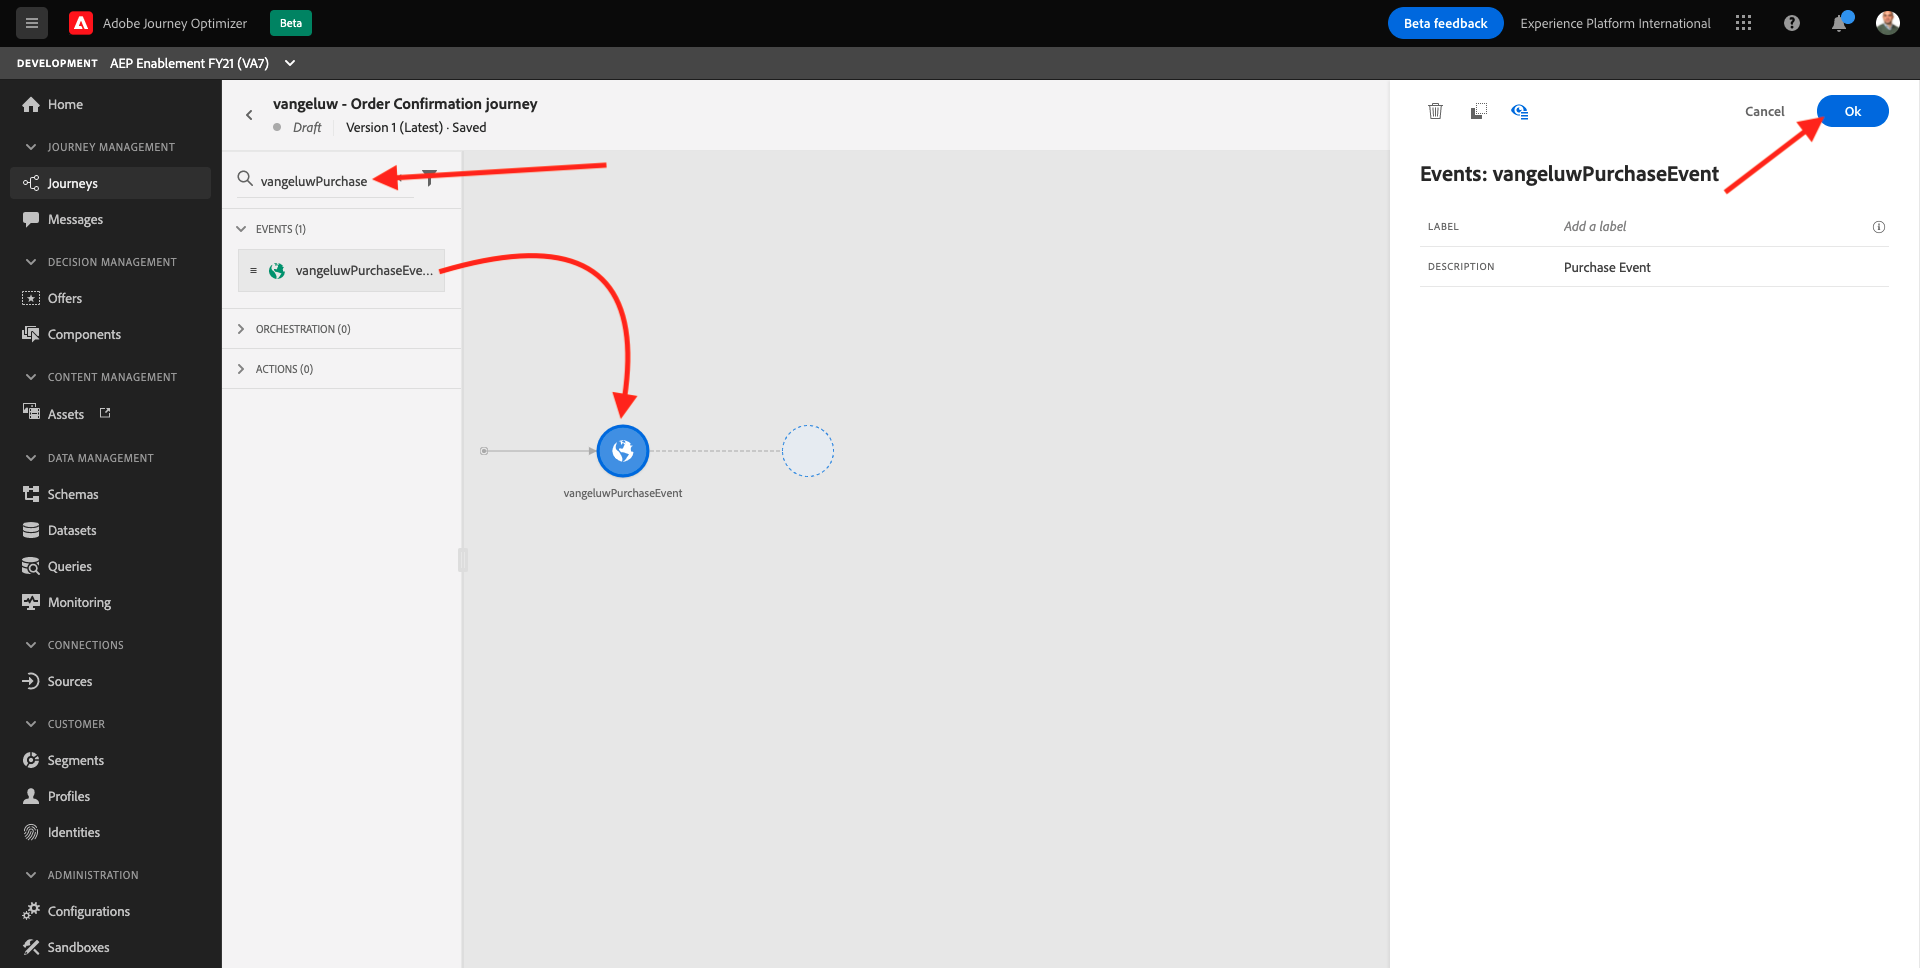 Adobe Journey Optimizer
Beta
Beta feedback
Experience Platform International
DEVELOPMENT AEP Enablement FY21 (VA7)
Home
JOURNEY MANAGEMENT
Journeys
Messages
DECISION MANAGEMENT
Offers
Components
CONTENT MANAGEMENT
Assets
DATA MANAGEMENT
Schemas
Datasets
Queries
Monitoring
CONNECTIONS
Sources
CUSTOMER
Segments
Profiles
Identities
ADMINISTRATION
Configurations
Sandboxes
vangeluw - Order Confirmation journey
Draft
Version 1 (Latest) · Saved
vangeluwPurchase
EVENTS (1)
vangeluwPurchaseEve...
ORCHESTRATION (0)
ACTIONS (0)
vangeluwPurchaseEvent
Cancel
Ok
Events: vangeluwPurchaseEvent
LABEL
Add a label
DESCRIPTION
Purchase Event